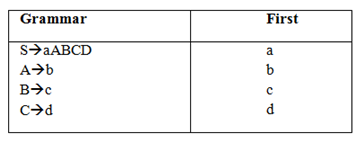 Grammar First
S→aABCD a
A→b b
B→c c
C→d d